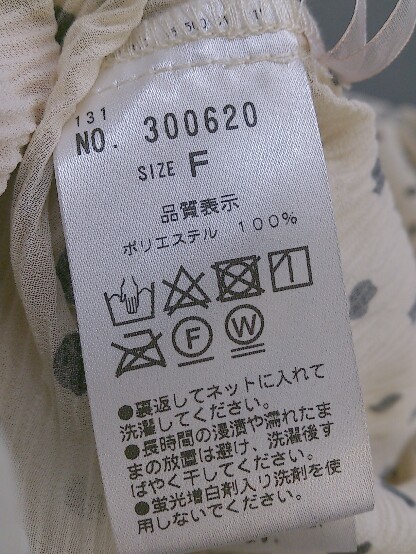 131
NO. 300620
SIZE F
品質表示
ポリエステル 100%
F
W
●裏返してネットに入れて
洗濯してください。
●長時間の浸漬や濡れたま
まの放置は避け、洗濯後す
ばやく干してください。
●蛍光増白剤入り洗剤を使
用しないでください。